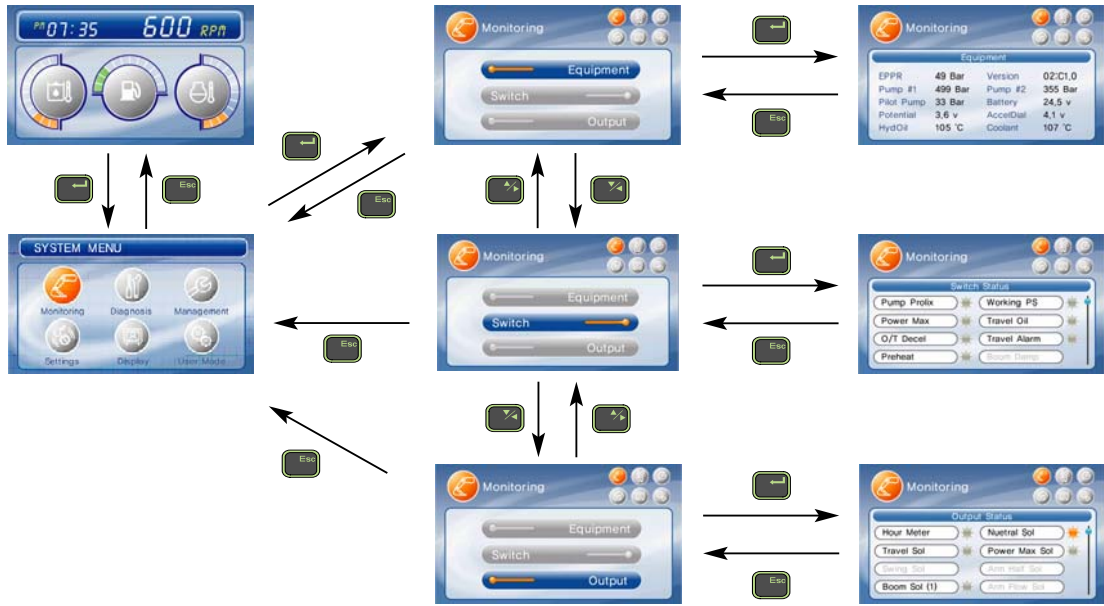 PM 07:35 600 RPM
Esc
SYSTEM MENU
Monitoring Diagnosis Management
Settings Display User Mode
Esc
Esc
Esc
Monitoring
Equipment
Switch
Output
Monitoring
Equipment
Switch
Output
Monitoring
Equipment
Switch
Output
Esc
Monitoring
Equipment
EPPR 49 Bar Version 02:C1,0
Pump #1 499 Bar Pump #2 355 Bar
Pilot Pump 33 Bar Battery 24,5 v
Potential 3,6 v AccelDial 4,1 v
HydOil 105 °C Coolant 107 °C
Esc
Monitoring
Switch Status
Pump Prolix Working PS
Power Max Travel Oil
O/T Decel Travel Alarm
Preheat Boom Damp
Esc
Monitoring
Output Status
Hour Meter Nuetral Sol
Travel Sol Power Max Sol
Swing Sol Arm Half Sol
Boom Sol (1) Arm Flow Sol